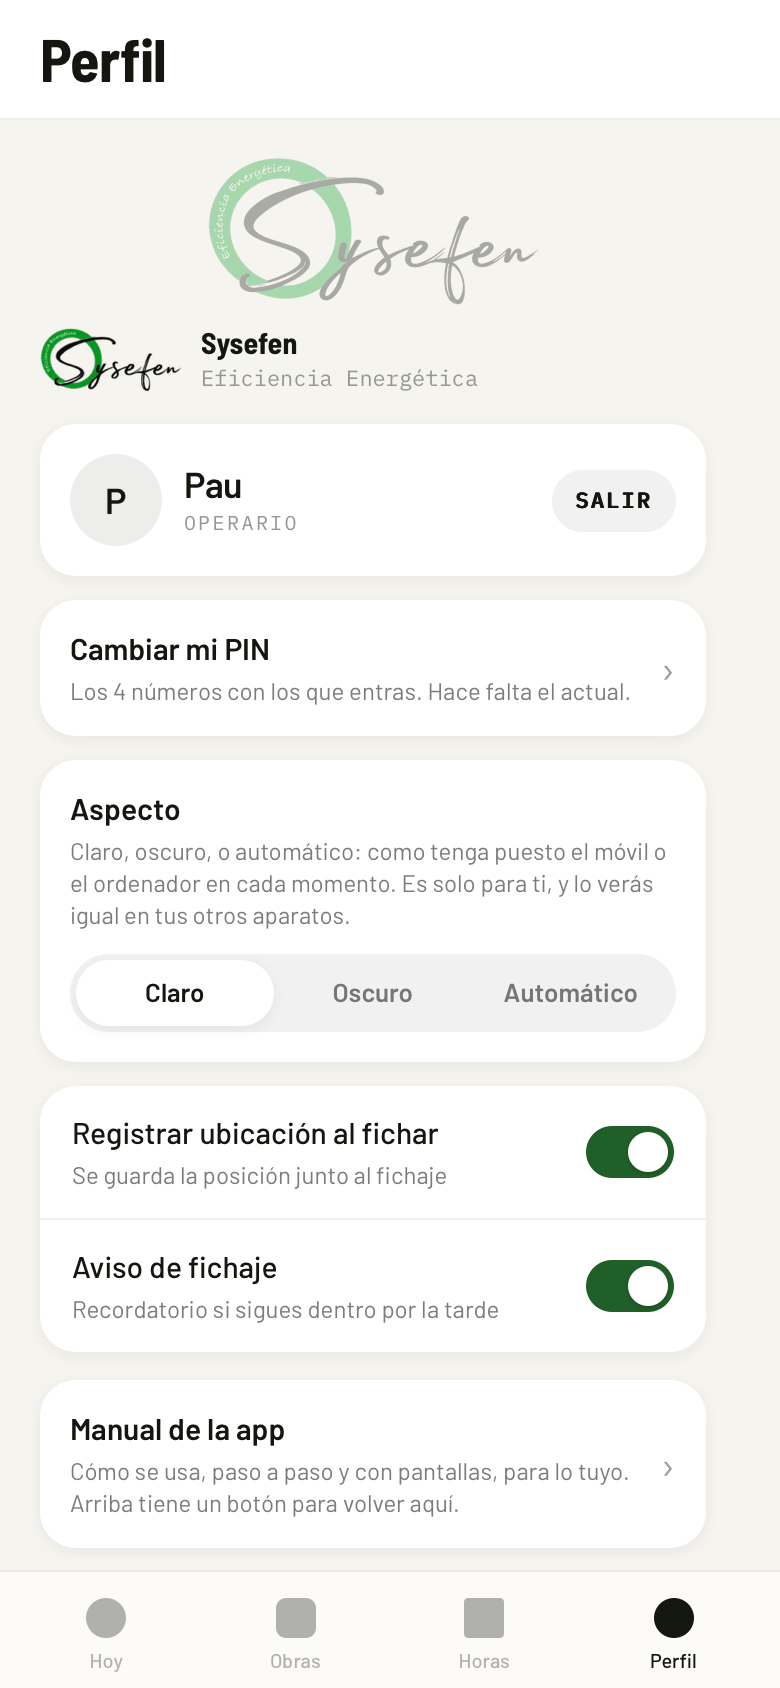 Perfil
Eficiencia Energética
Sysefen
Eficiencia Energética
Sysefen
Sysefen
Eficiencia Energética
P
Pau
OPERARIO
SALIR
Cambiar mi PIN
Los 4 números con los que entras. Hace falta el actual.
›
Aspecto
Claro, oscuro, o automático: como tenga puesto el móvil o
el ordenador en cada momento. Es solo para ti, y lo verás
igual en tus otros aparatos.
Claro
Oscuro
Automático
Registrar ubicación al fichar
Se guarda la posición junto al fichaje
Aviso de fichaje
Recordatorio si sigues dentro por la tarde
Manual de la app
Cómo se usa, paso a paso y con pantallas, para lo tuyo.
Arriba tiene un botón para volver aquí.
›
Hoy
Obras
Horas
Perfil